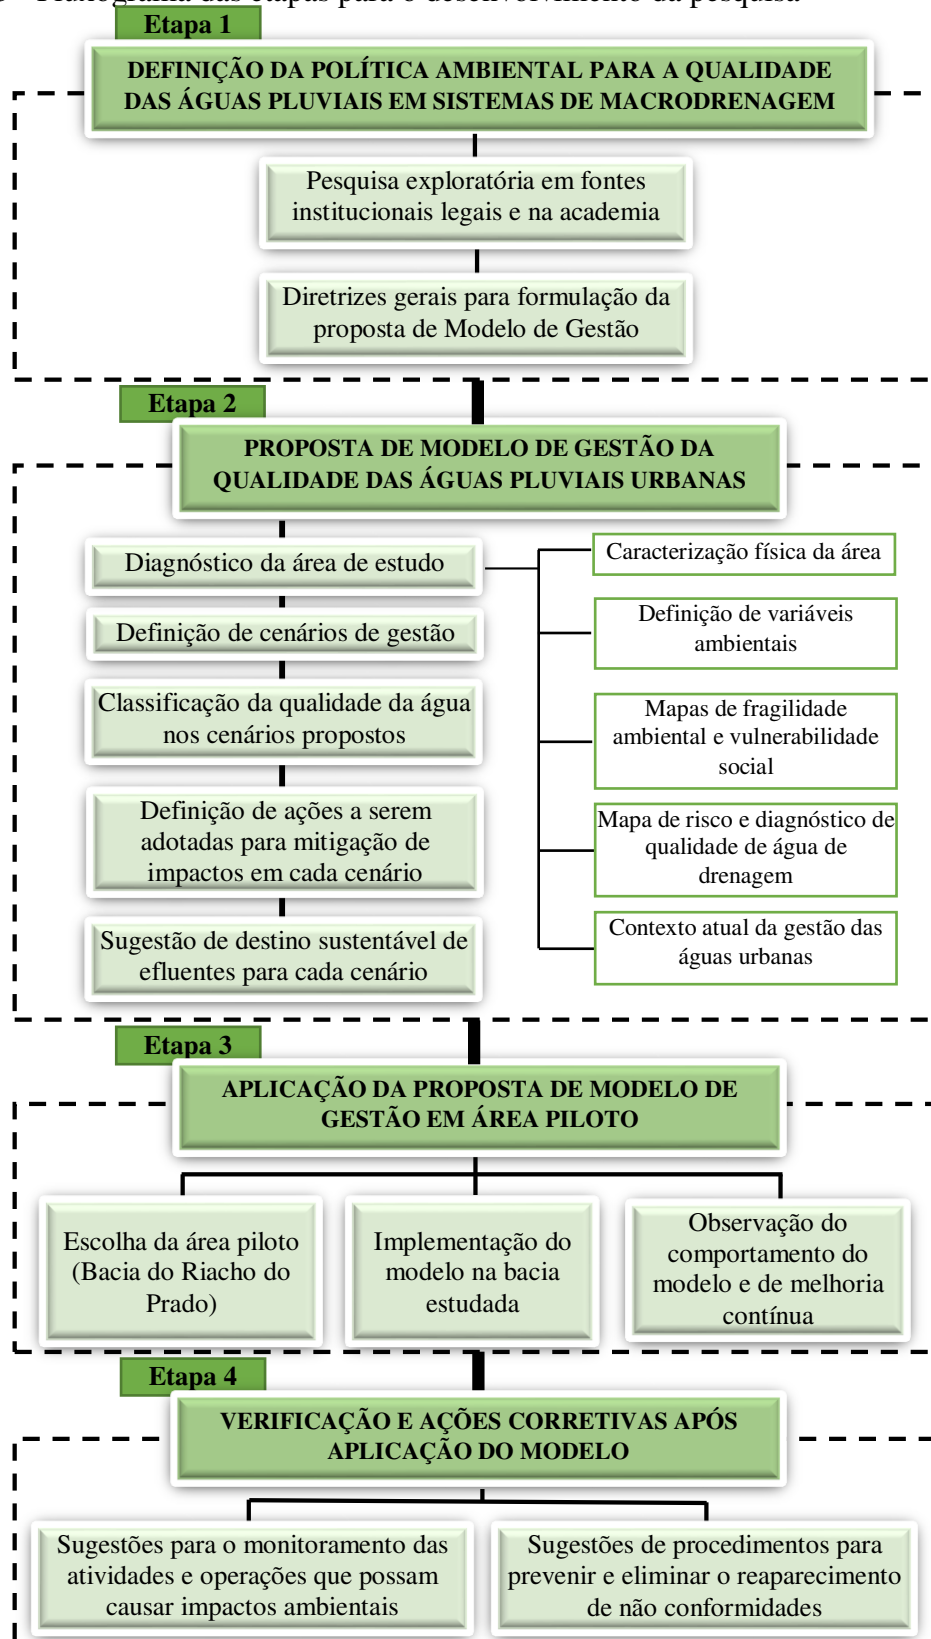 Fluxograma das etapas para o desenvolvimento da pesquisa
Etapa 1
DEFINIÇÃO DA POLÍTICA AMBIENTAL PARA A QUALIDADE
DAS ÁGUAS PLUVIAIS EM SISTEMAS DE MACRODRENAGEM
Pesquisa exploratória em fontes
institucionais legais e na academia
Diretrizes gerais para formulação da
proposta de Modelo de Gestão
Etapa 2
PROPOSTA DE MODELO DE GESTÃO DA
QUALIDADE DAS ÁGUAS PLUVIAIS URBANAS
Diagnóstico da área de estudo
Definição de cenários de gestão
Classificação da qualidade da água
nos cenários propostos
Definição de ações a serem
adotadas para mitigação de
impactos em cada cenário
Sugestão de destino sustentável de
efluentes para cada cenário
Caracterização física da área
Definição de variáveis
ambientais
Mapas de fragilidade
ambiental e vulnerabilidade
social
Mapa de risco e diagnóstico de
qualidade de água de
drenagem
Contexto atual da gestão das
águas urbanas
Etapa 3
APLICAÇÃO DA PROPOSTA DE MODELO DE
GESTÃO EM ÁREA PILOTO
Escolha da área piloto
(Bacia do Riacho do
Prado)
Implementação do
modelo na bacia
estudada
Observação do
comportamento do
modelo e de melhoria
contínua
Etapa 4
VERIFICAÇÃO E AÇÕES CORRETIVAS APÓS
APLICAÇÃO DO MODELO
Sugestões para o monitoramento das
atividades e operações que possam
causar impactos ambientais
Sugestões de procedimentos para
prevenir e eliminar o reaparecimento
de não conformidades